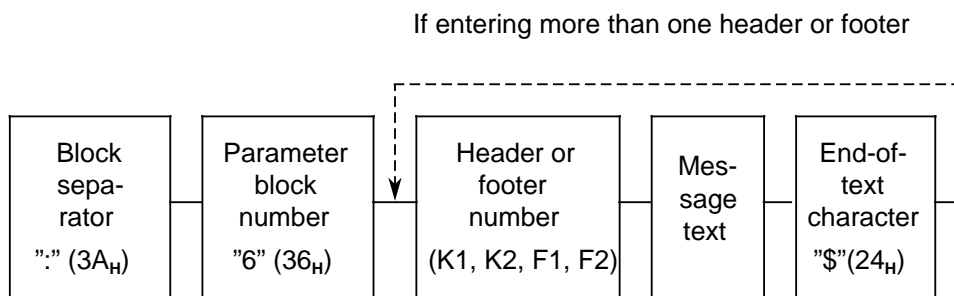 If entering more than one header or footer
Block
sepa-
rator
":" (3AH)
Parameter
block
number
"6" (36H)
Header or
footer
number
(K1, K2, F1, F2)
Mes-
sage
text
End-of-
text
character
"$"(24H)